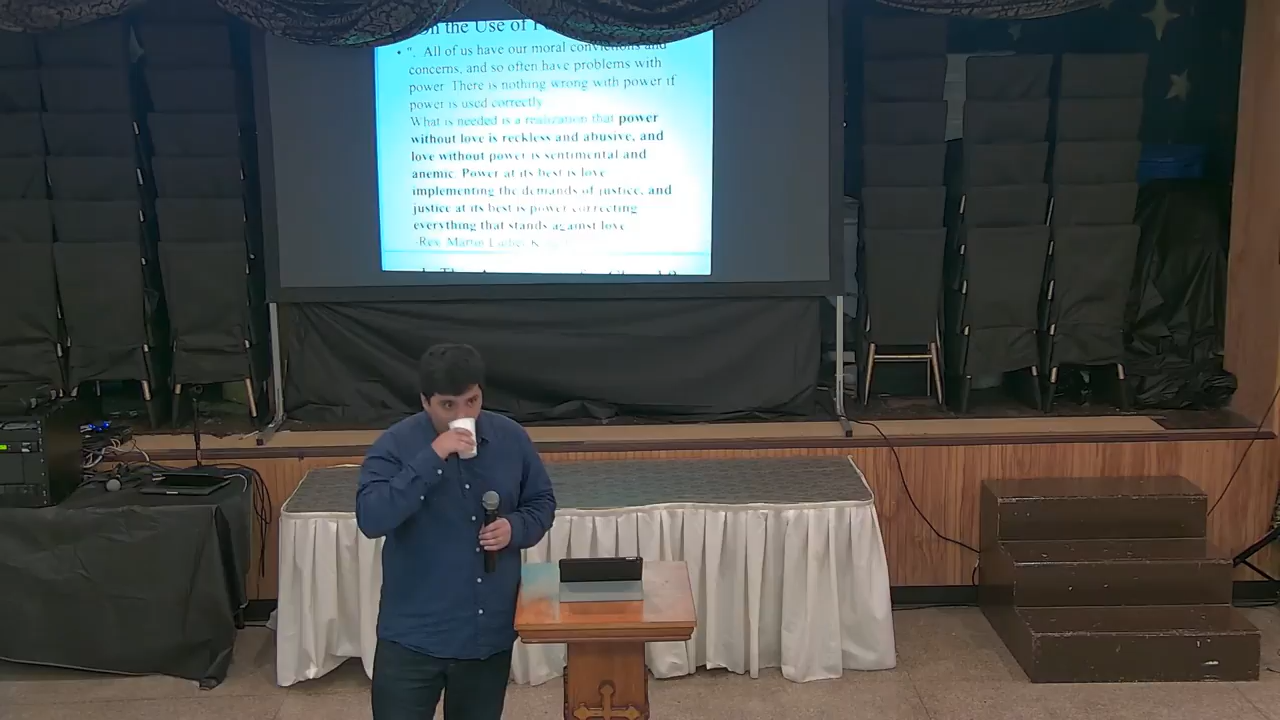 on the Use of
• ". All of us have our moral convictions and
concerns, and so often have problems with
power. There is nothing wrong with power if
power is used correctly.
What is needed is a realization that power
without love is reckless and abusive, and
love without power is sentimental and
anemic. Power at its best is love
implementing the demands of justice, and
justice at its best is power correcting
everything that stands against love.
-Rev. Martin Luther K